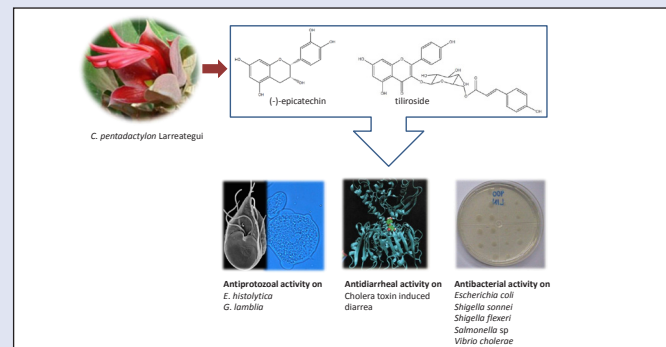 (-)-epicatechin
tiliroside
C. pentadactylon Larreategui
Antiprotozoal activity on
E. histolytica
G. lamblia
Antidiarrheal activity on
Cholera toxin induced
diarrea
Antibacterial activity on
Escherichia coli
Shigella sonnei
Shigella flexeri
Salmonella sp
Vibrio cholerae